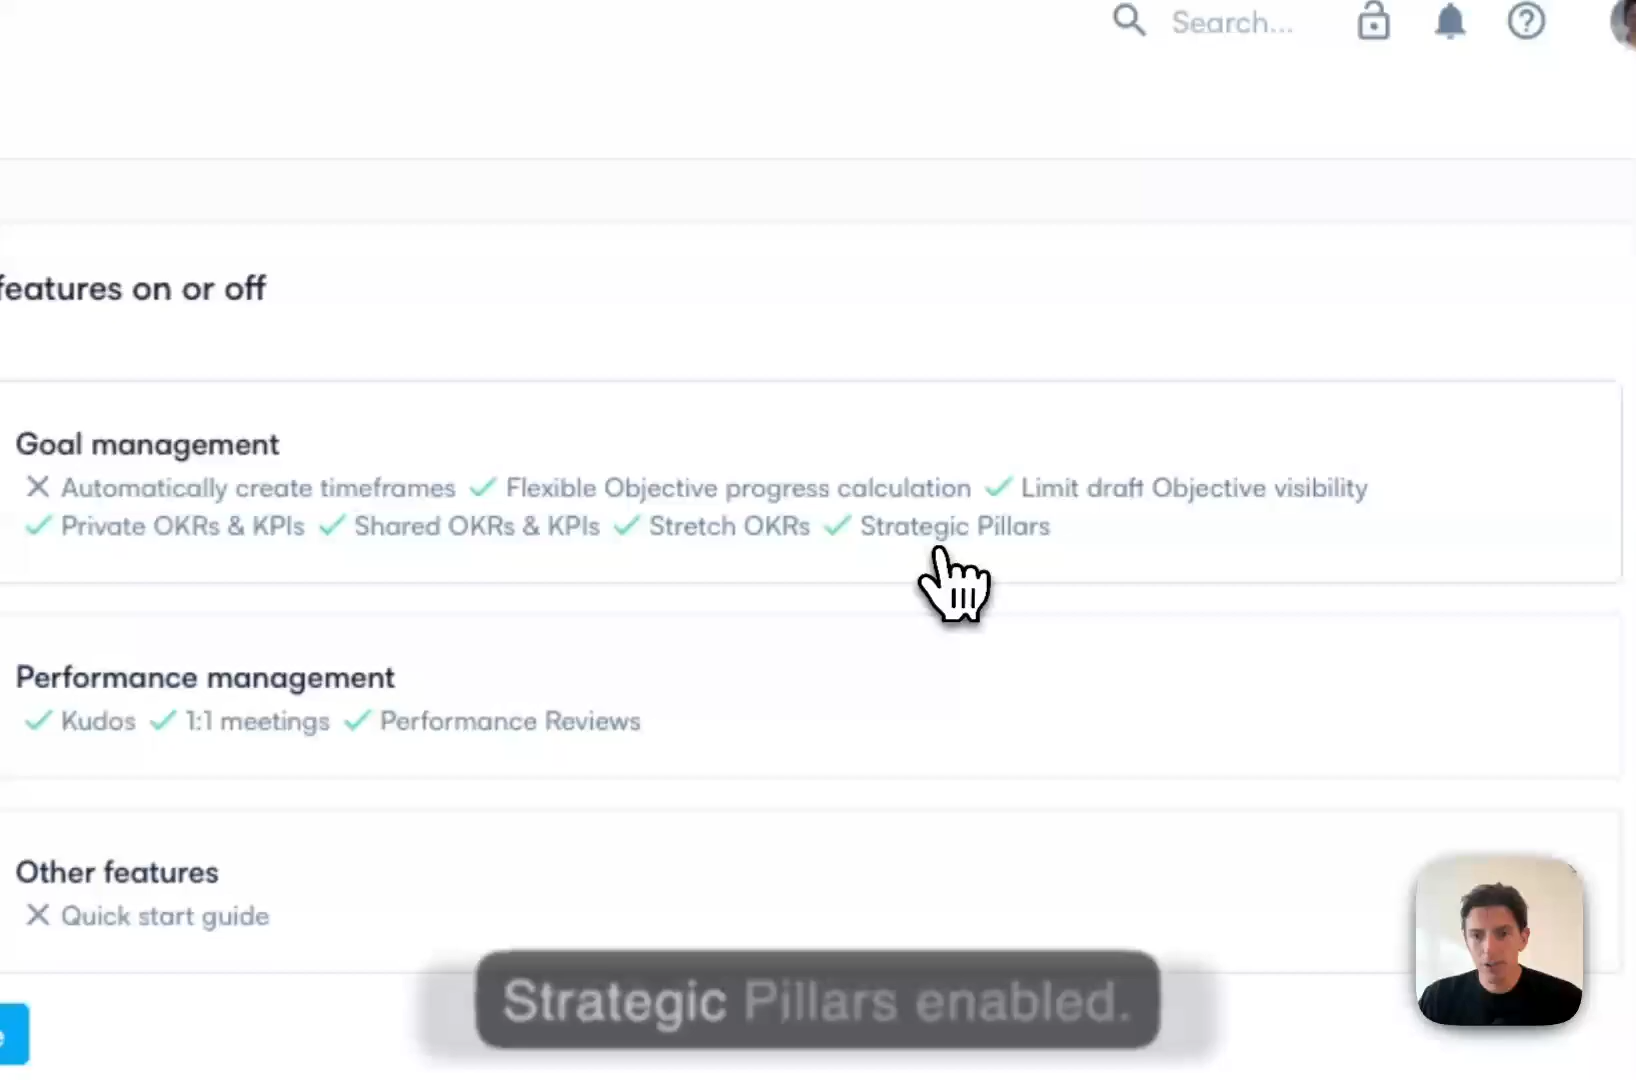 Search...
features on or off
Goal management
Automatically create timeframes Flexible Objective progress calculation Limit draft Objective visibility
Private OKRs & KPIs Shared OKRs & KPIs Stretch OKRs Strategic Pillars
Performance management
Kudos 1:1 meetings Performance Reviews
Other features
Quick start guide
Strategic Pillars enabled.